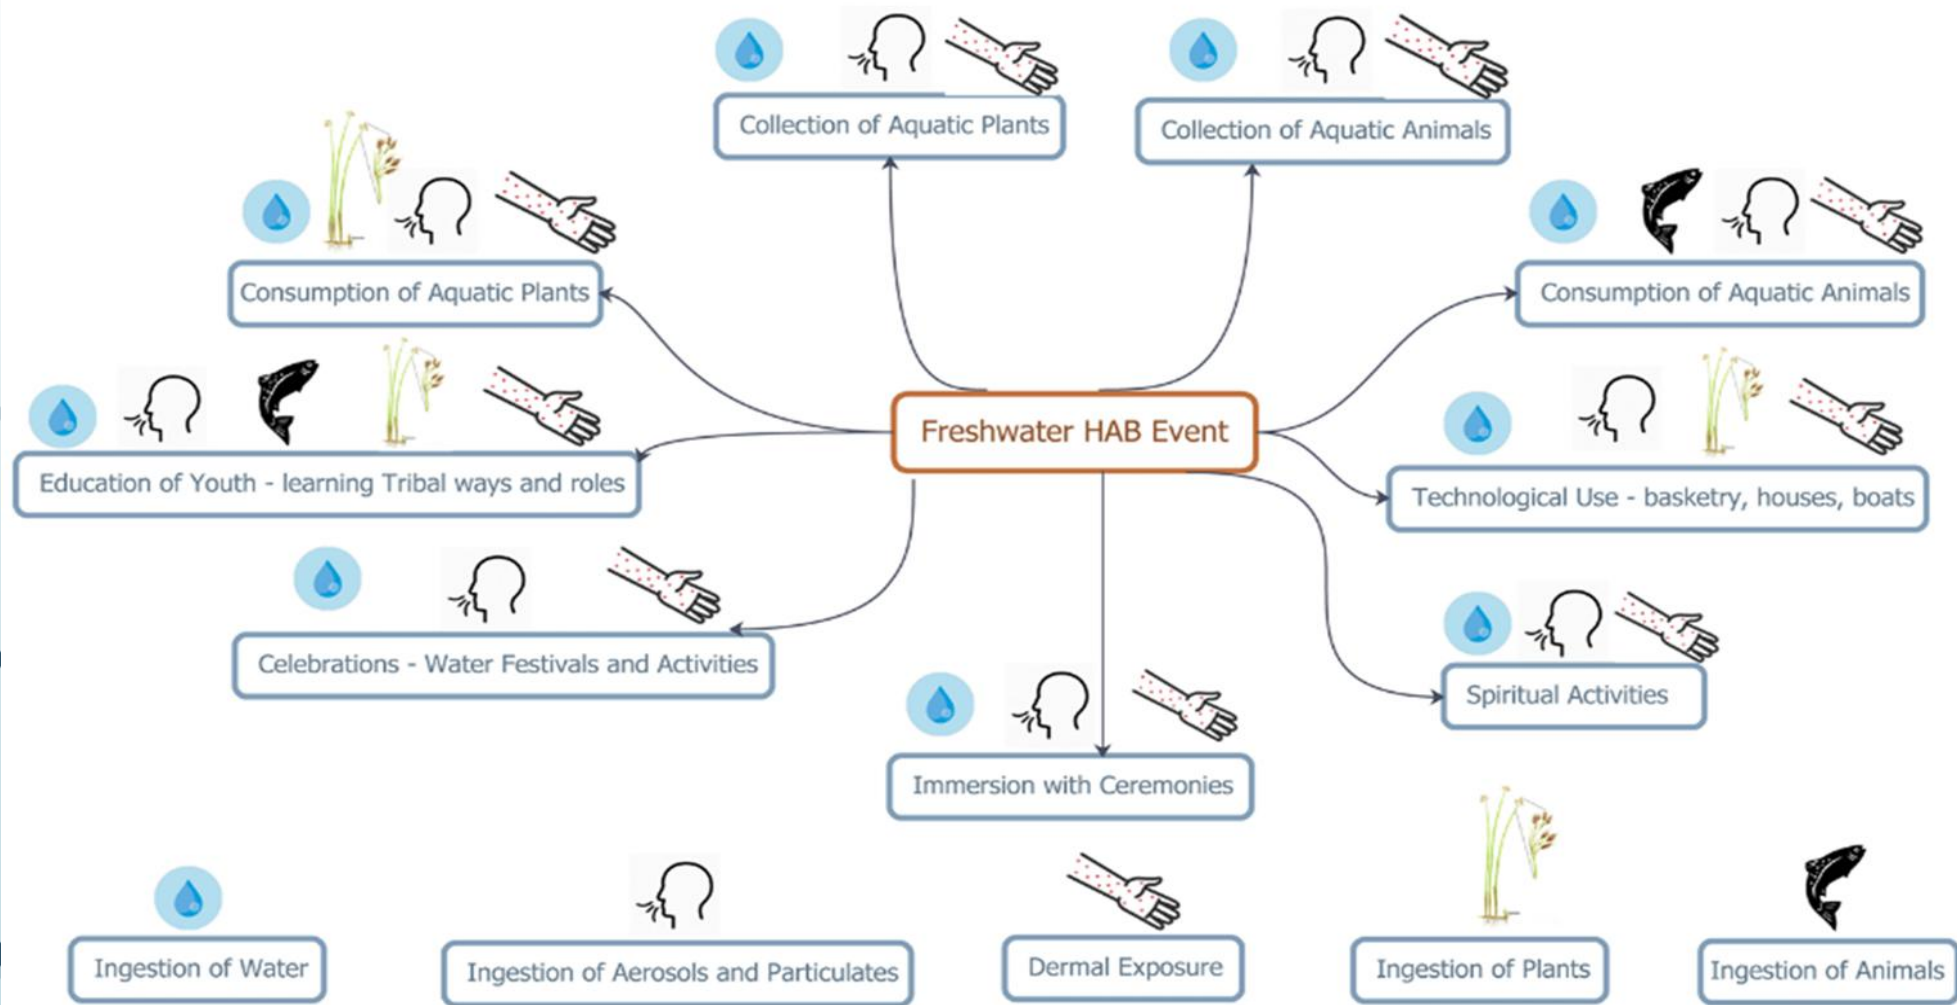 Collection of Aquatic Plants
Collection of Aquatic Animals
Consumption of Aquatic Plants
Consumption of Aquatic Animals
Freshwater HAB Event
Education of Youth - learning Tribal ways and roles
Technological Use - basketry, houses, boats
Celebrations - Water Festivals and Activities
Spiritual Activities
Immersion with Ceremonies
Ingestion of Water
Ingestion of Aerosols and Particulates
Dermal Exposure
Ingestion of Plants
Ingestion of Animals